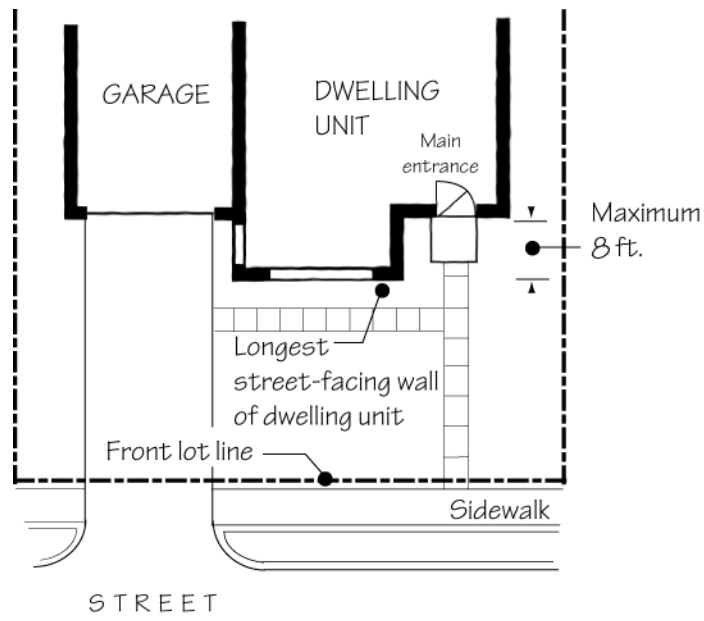 GARAGE
DWELLING
UNIT
Main
entrance
Maximum
8 ft.
Longest
street-facing wall
of dwelling unit
Front lot line
Sidewalk
STREET